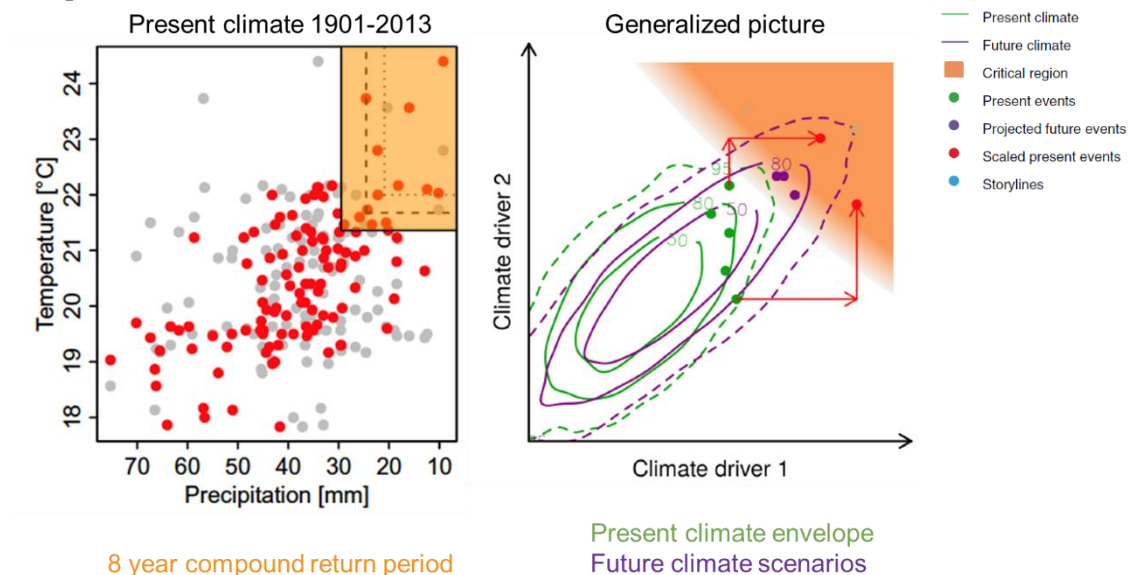 Present climate 1901-2013
Generalized picture
Present climate
Future climate
Critical region
Present events
Projected future events
Scaled present events
Storylines
Temperature [°C]
24
23
22
21
20
19
18
70 60 50 40 30 20 10
Precipitation [mm]
Climate driver 2
95
80
80
50
50
Climate driver 1
8 year compound return period
Present climate envelope
Future climate scenarios